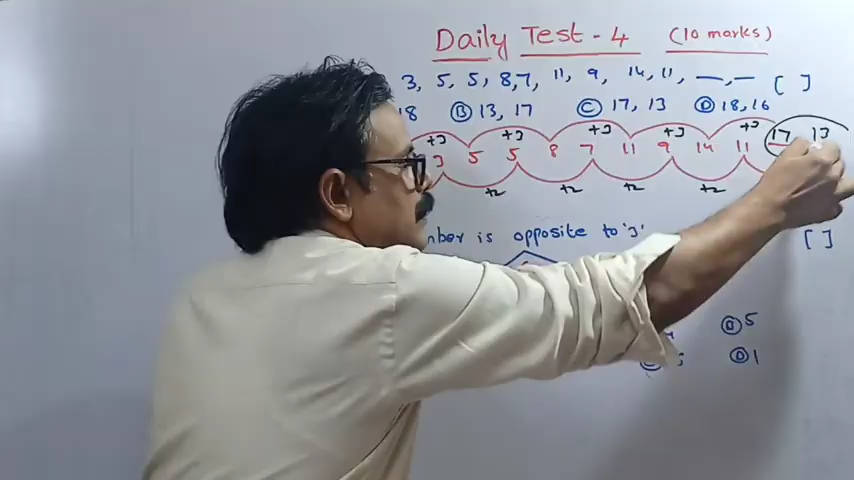 Daily Test - 4 (10 marks)
3, 5, 5, 8, 7, 11, 9, 14, 11, —, — [ ]
18 Ⓑ 13, 17 Ⓒ 17, 13 Ⓓ 18, 16
+3 +3 +3 +3 +3
3 5 5 8 7 11 9 14 11 17 13
+2 +2 +2 +2
is opposite to '3' [ ]
5
Ⓓ 1